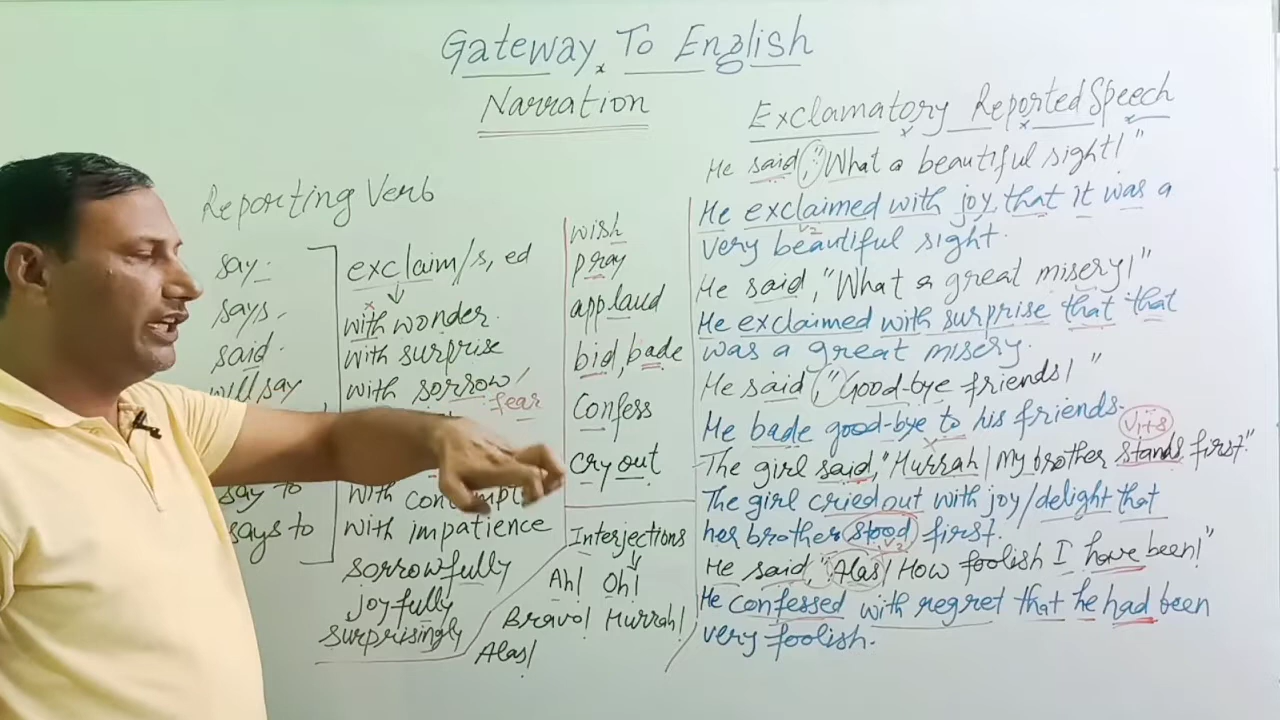 Gateway To English
Narration
Reporting Verb
say
says
said
will say
say to
says to
exclaim/s, ed
with wonder
with surprise
with sorrow/
fear
with contempt
with impatience
sorrowfully
joyfully
surprisingly
wish
pray
applaud
bid, bade
Confess
cry out
Interjections
Ah! Oh!
Bravo! Hurrah!
Alas!
Exclamatory Reported Speech
He said, "What a beautiful sight!"
He exclaimed with joy that it was a
V2
very beautiful sight.
He said, "What a great misery!"
He exclaimed with surprise that that
was a great misery.
He said, "Good-bye friends!"
He bade good-bye to his friends.
V1+s
The girl said, "Hurrah! My brother stands first."
The girl cried out with joy/delight that
her brother stood first.
V2
He said, "Alas! How foolish I have been!"
He confessed with regret that he had been
very foolish.